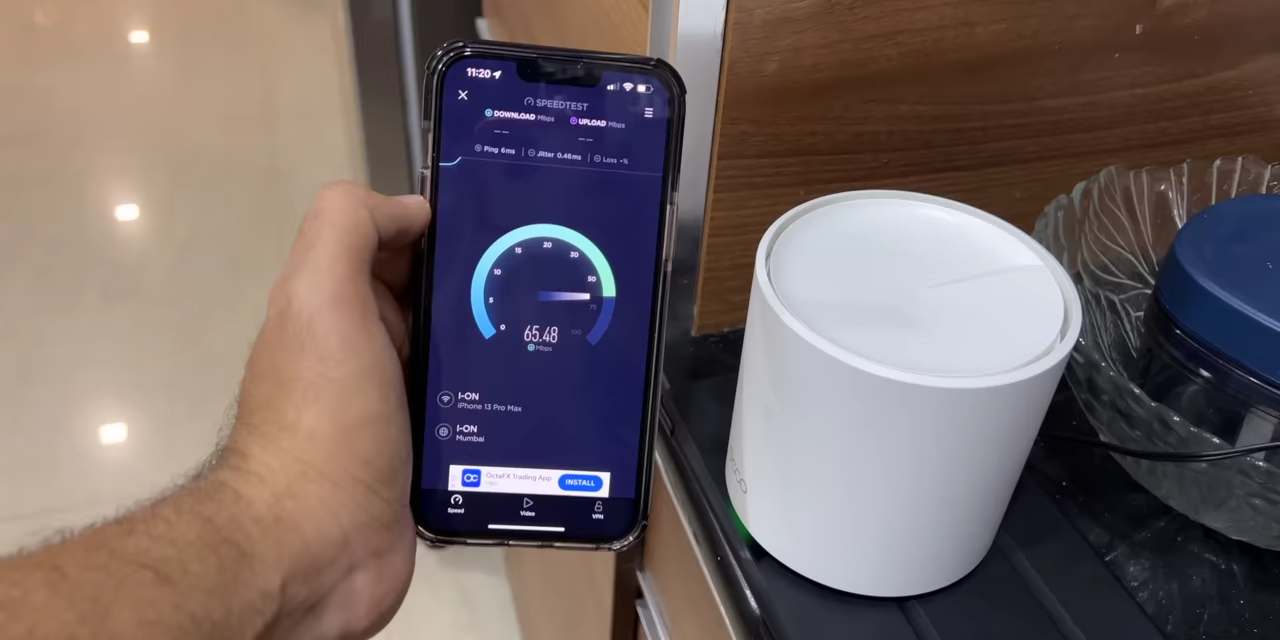 11:20
SPEEDTEST
DOWNLOAD Mbps UPLOAD Mbps
Ping 6ms Jitter 0.46ms Loss -%
0
5
10
15
20
30
50
75
100
65.48
Mbps
I-ON
iPhone 13 Pro Max
I-ON
Mumbai
OctaFX Trading App
INSTALL
Speed Video VPN
deco